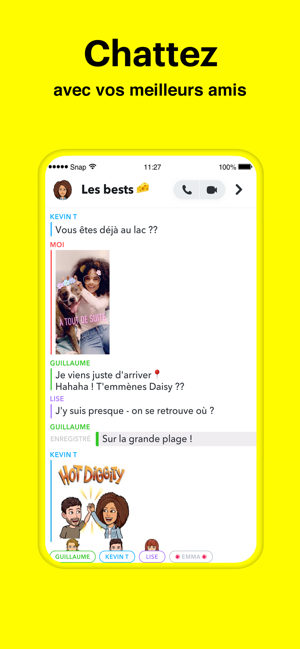 Chattez
avec vos meilleurs amis
Snap
11:27
100%
Les bests
KEVIN T
Vous êtes déjà au lac ??
MOI
À TOUT DE SUITE
GUILLAUME
Je viens juste d'arriver📍
Hahaha ! T'emmènes Daisy ??
LISE
J'y suis presque - on se retrouve où ?
GUILLAUME
ENREGISTRÉ Sur la grande plage !
KEVIN T
HOT DIGGITY
GUILLAUME KEVIN T LISE EMMA